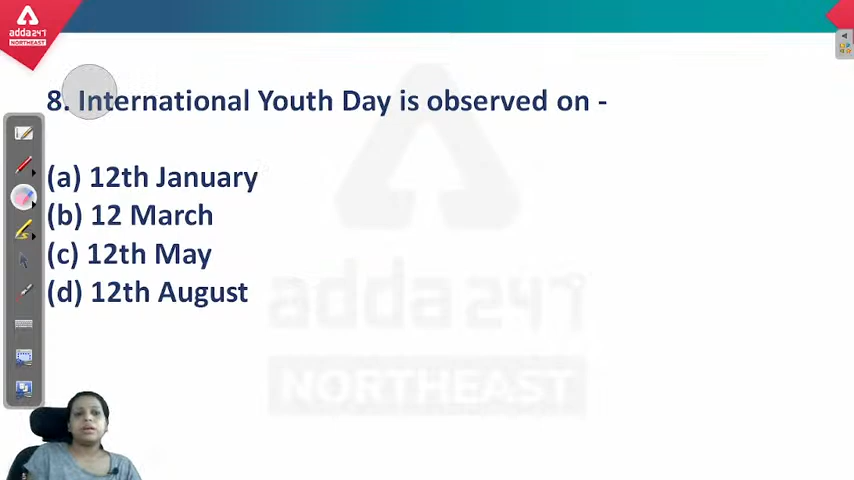 adda247
NORTHEAST
8. International Youth Day is observed on -
(a) 12th January
(b) 12 March
(c) 12th May
(d) 12th August
adda247
NORTHEAST